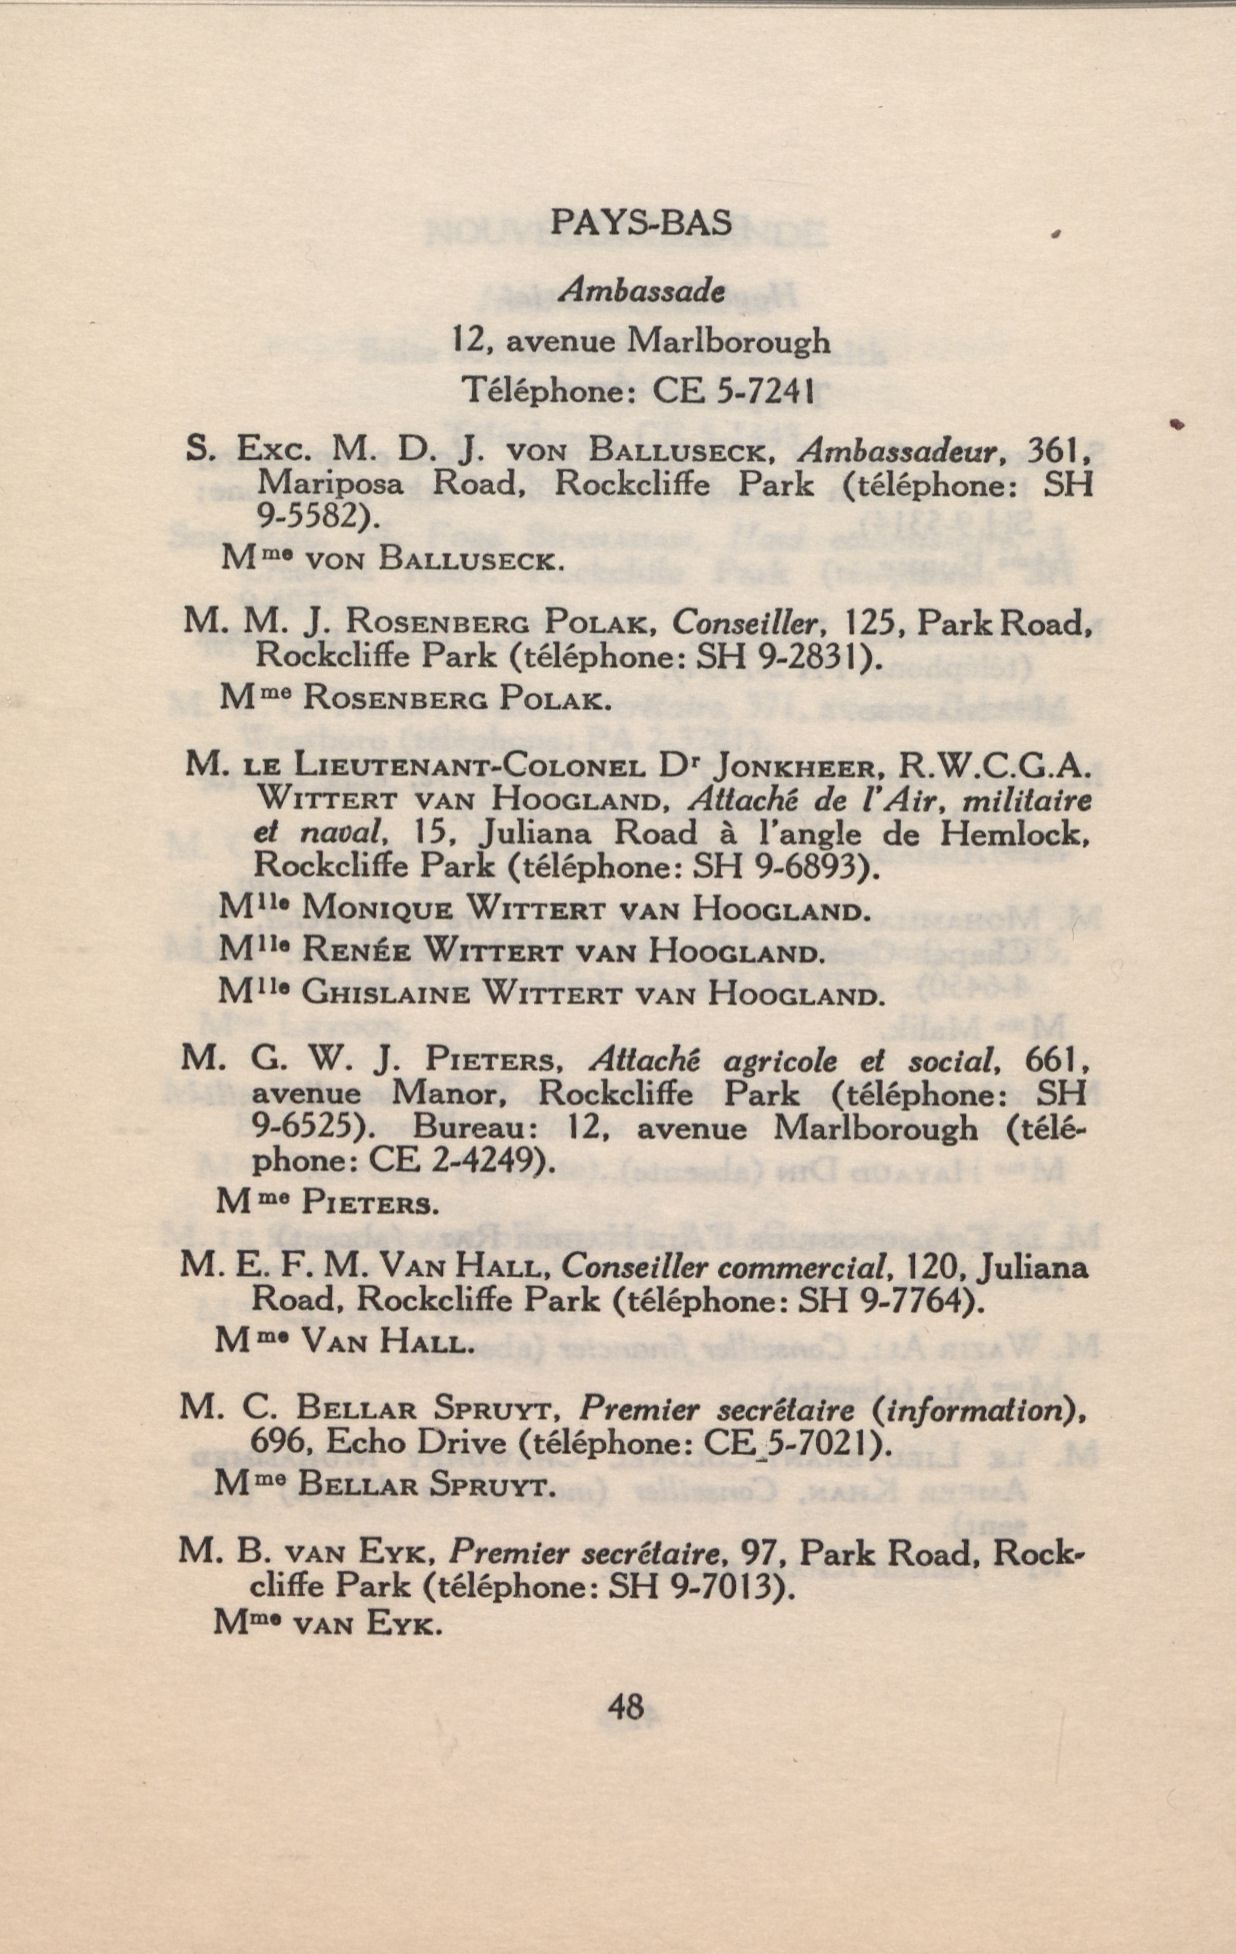 PAYS-BAS
Ambassade
12, avenue Marlborough
Téléphone: CE 5-7241
S. Exc. M. D. J. von Balluseck, Ambassadeur, 361,
Mariposa Road, Rockcliffe Park (téléphone: SH
9-5582).
Mme von Balluseck.
M. M. J. Rosenberg Polak, Conseiller, 125, Park Road,
Rockcliffe Park (téléphone: SH 9-2831).
Mme Rosenberg Polak.
M. le Lieutenant-Colonel Dr Jonkheer, R.W.C.G.A.
Wittert van Hoogland, Attaché de l'Air, militaire
et naval, 15, Juliana Road à l'angle de Hemlock,
Rockcliffe Park (téléphone: SH 9-6893).
Mlle Monique Wittert van Hoogland.
Mlle Renée Wittert van Hoogland.
Mlle Ghislaine Wittert van Hoogland.
M. G. W. J. Pieters, Attaché agricole et social, 661,
avenue Manor, Rockcliffe Park (téléphone: SH
9-6525). Bureau: 12, avenue Marlborough (télé-
phone: CE 2-4249).
Mme Pieters.
M. E. F. M. Van Hall, Conseiller commercial, 120, Juliana
Road, Rockcliffe Park (téléphone: SH 9-7764).
Mme Van Hall.
M. C. Bellar Spruyt, Premier secrétaire (information),
696, Echo Drive (téléphone: CE 5-7021).
Mme Bellar Spruyt.
M. B. van Eyk, Premier secrétaire, 97, Park Road, Rock-
cliffe Park (téléphone: SH 9-7013).
Mme van Eyk.
48